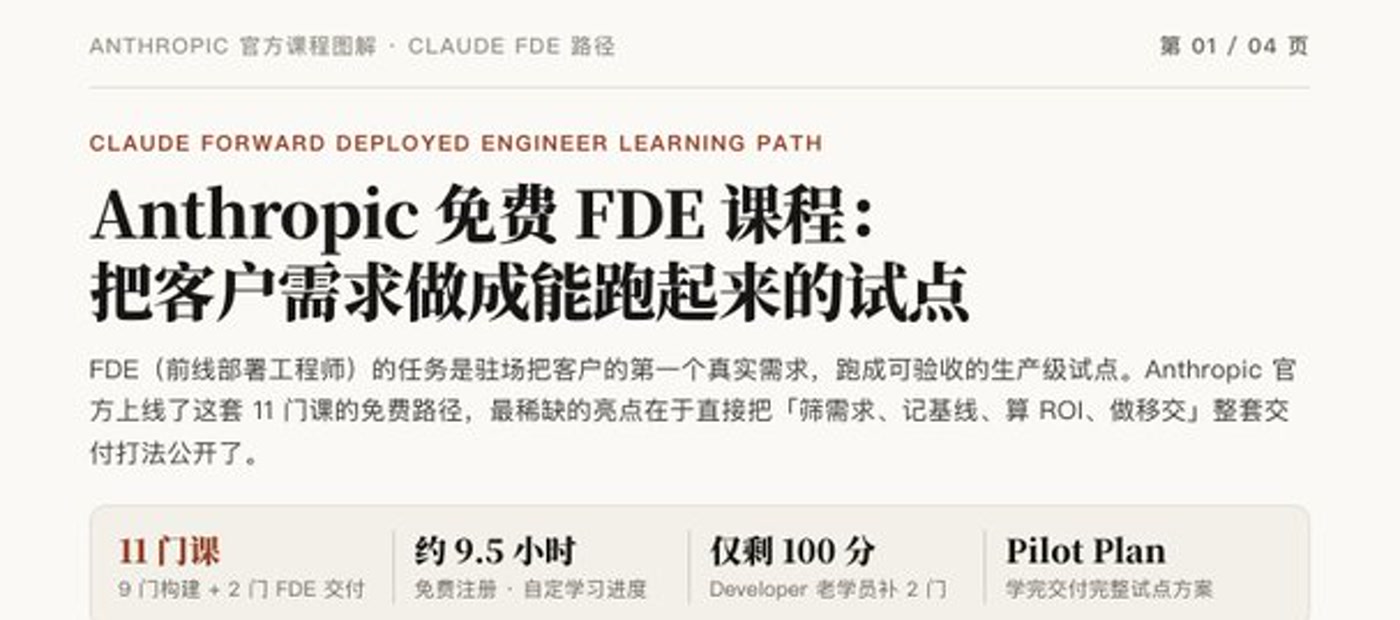 ANTHROPIC 官方课程图解 · CLAUDE FDE 路径
第 01 / 04 页
CLAUDE FORWARD DEPLOYED ENGINEER LEARNING PATH
Anthropic 免费 FDE 课程：
把客户需求做成能跑起来的试点
FDE（前线部署工程师）的任务是驻场把客户的第一个真实需求，跑成可验收的生产级试点。Anthropic 官
方上线了这套 11 门课的免费路径，最稀缺的亮点在于直接把「筛需求、记基线、算 ROI、做移交」整套交
付打法公开了。
11 门课
9 门构建 + 2 门 FDE 交付
约 9.5 小时
免费注册 · 自定学习进度
仅剩 100 分
Developer 老学员补 2 门
Pilot Plan
学完交付完整试点方案